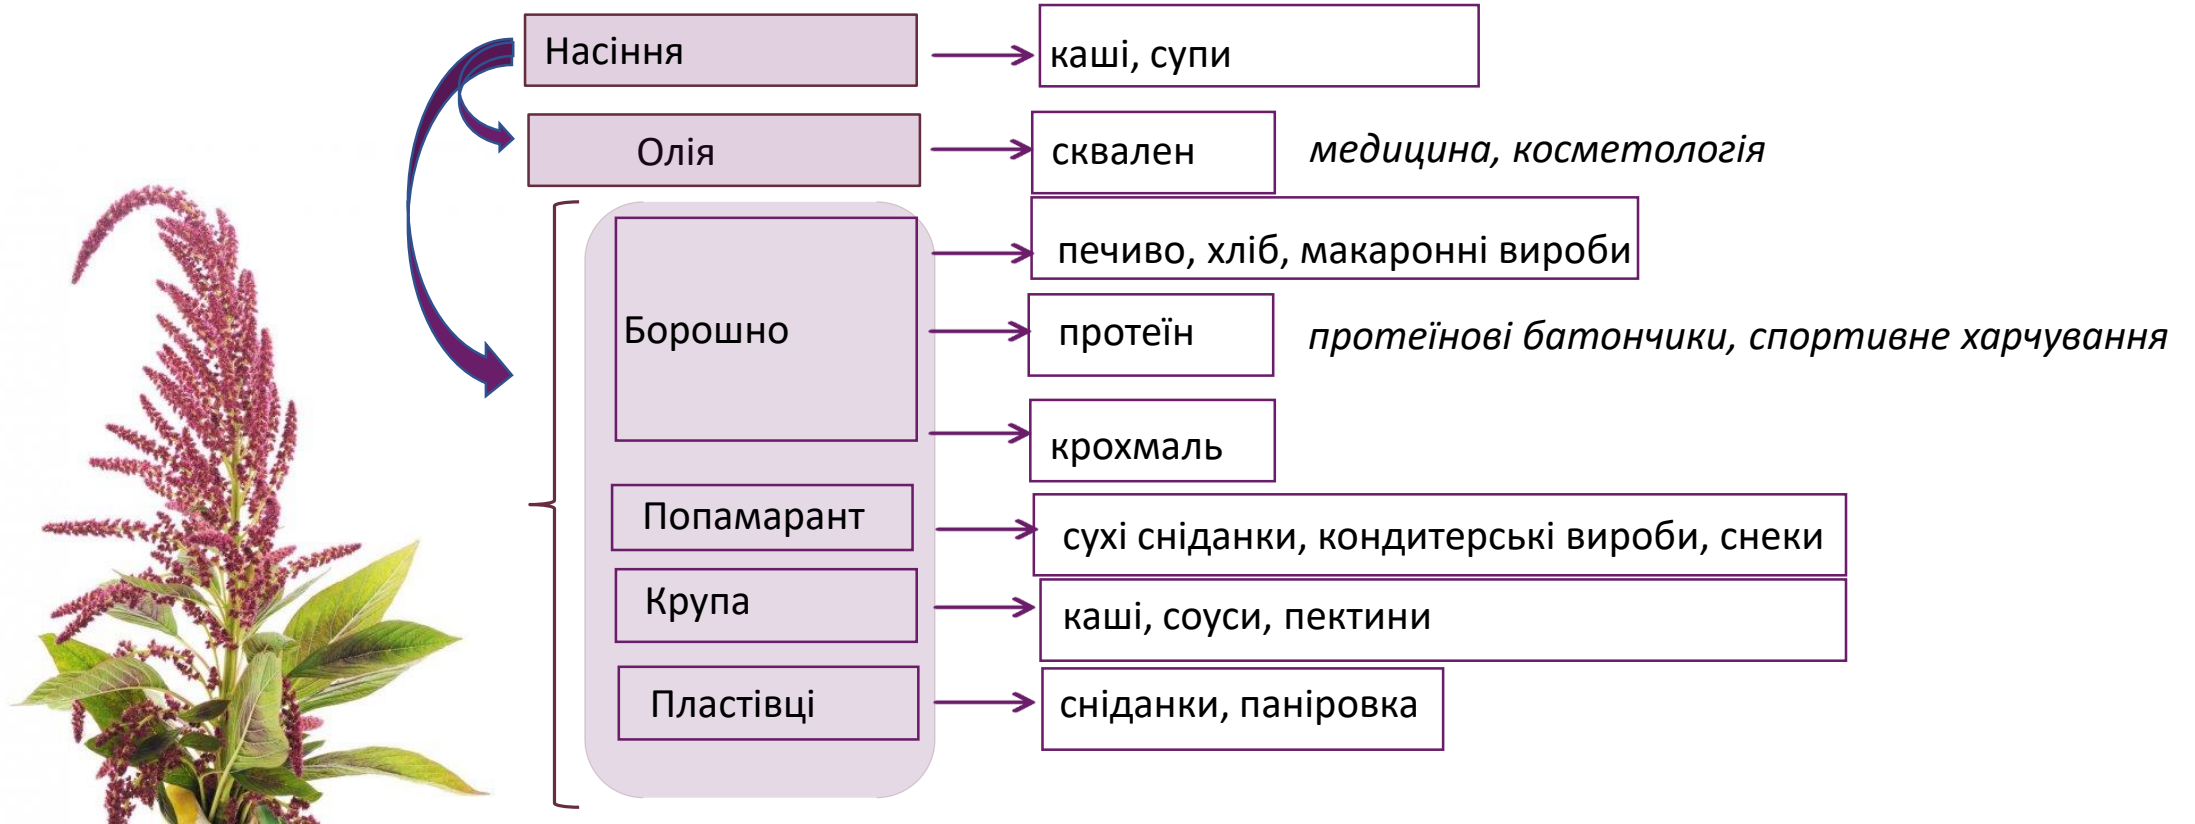 Насіння
каші, супи
Олія
сквален
медицина, косметологія
Борошно
печиво, хліб, макаронні вироби
протеїн
протеїнові батончики, спортивне харчування
крохмаль
Попамарант
сухі сніданки, кондитерські вироби, снеки
Крупа
каші, соуси, пектини
Пластівці
сніданки, паніровка